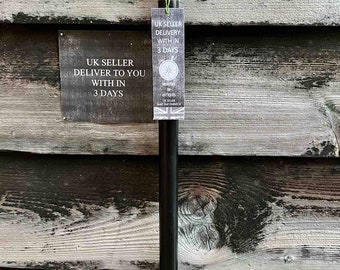 UK SELLER
DELIVER TO YOU
WITH IN
3 DAYS
UK SELLER
DELIVERY
WITH IN
3 DAYS